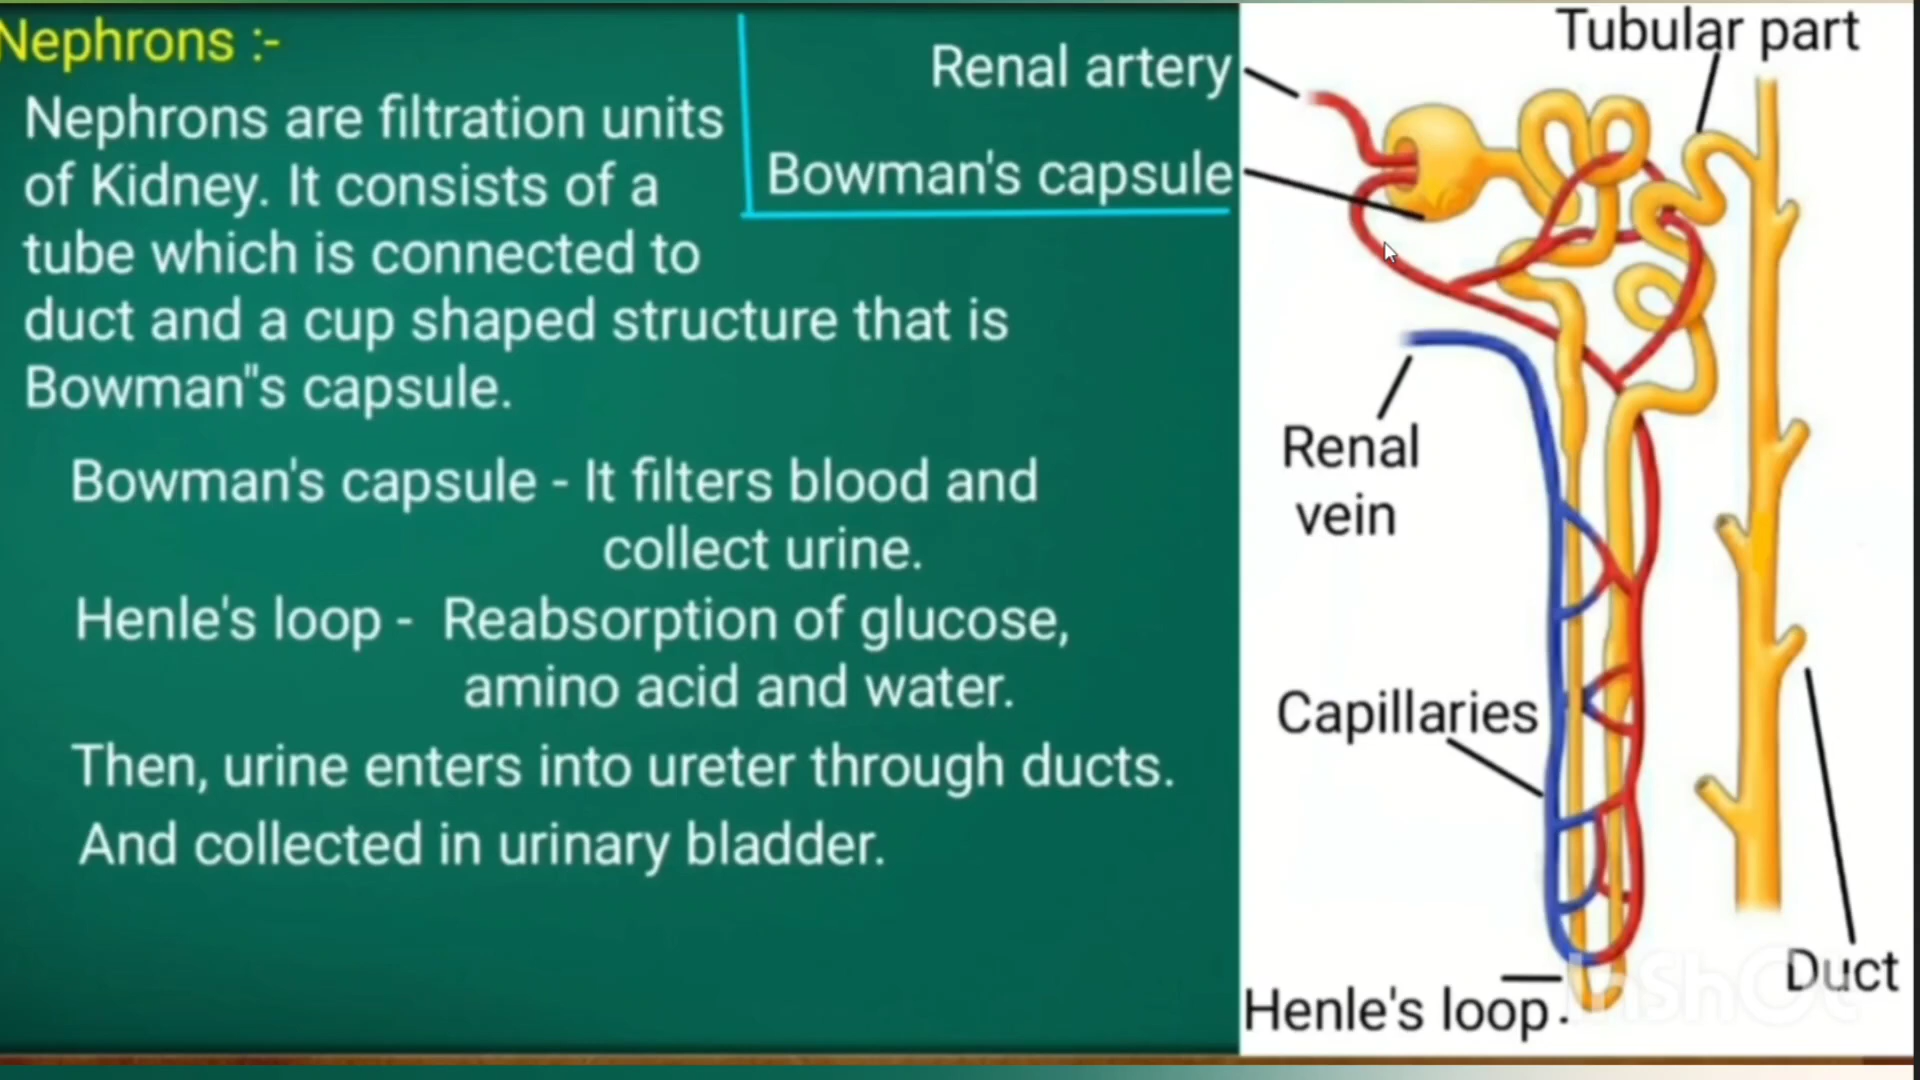 Nephrons :-
Nephrons are filtration units
of Kidney. It consists of a
tube which is connected to
duct and a cup shaped structure that is
Bowman"s capsule.
Bowman's capsule - It filters blood and
collect urine.
Henle's loop - Reabsorption of glucose,
amino acid and water.
Then, urine enters into ureter through ducts.
And collected in urinary bladder.
Tubular part
Renal artery
Bowman's capsule
Renal
vein
Capillaries
Duct
Henle's loop
InShOt